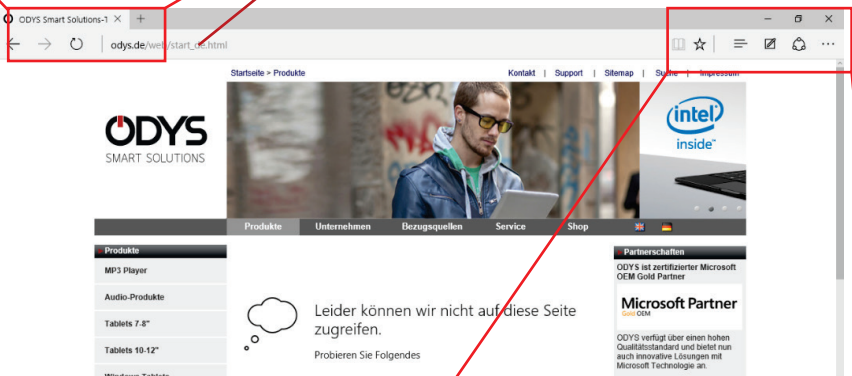 ODYS Smart Solutions-T
odys.de/web/start_de.html
Startseite > Produkte
Kontakt | Support | Sitemap | Suche | Impressum
ODYS
SMART SOLUTIONS
intel
inside™
Produkte Unternehmen Bezugsquellen Service Shop
Produkte
MP3 Player
Audio-Produkte
Tablets 7-8"
Tablets 10-12"
Windows Tablets
Leider können wir nicht auf diese Seite
zugreifen.
Probieren Sie Folgendes
Partnerschaften
ODYS ist zertifizierter Microsoft
OEM Gold Partner
Microsoft Partner
Gold OEM
ODYS verfügt über einen hohen
Qualitätsstandard und bietet nun
auch innovative Lösungen mit
Microsoft Technologie an.